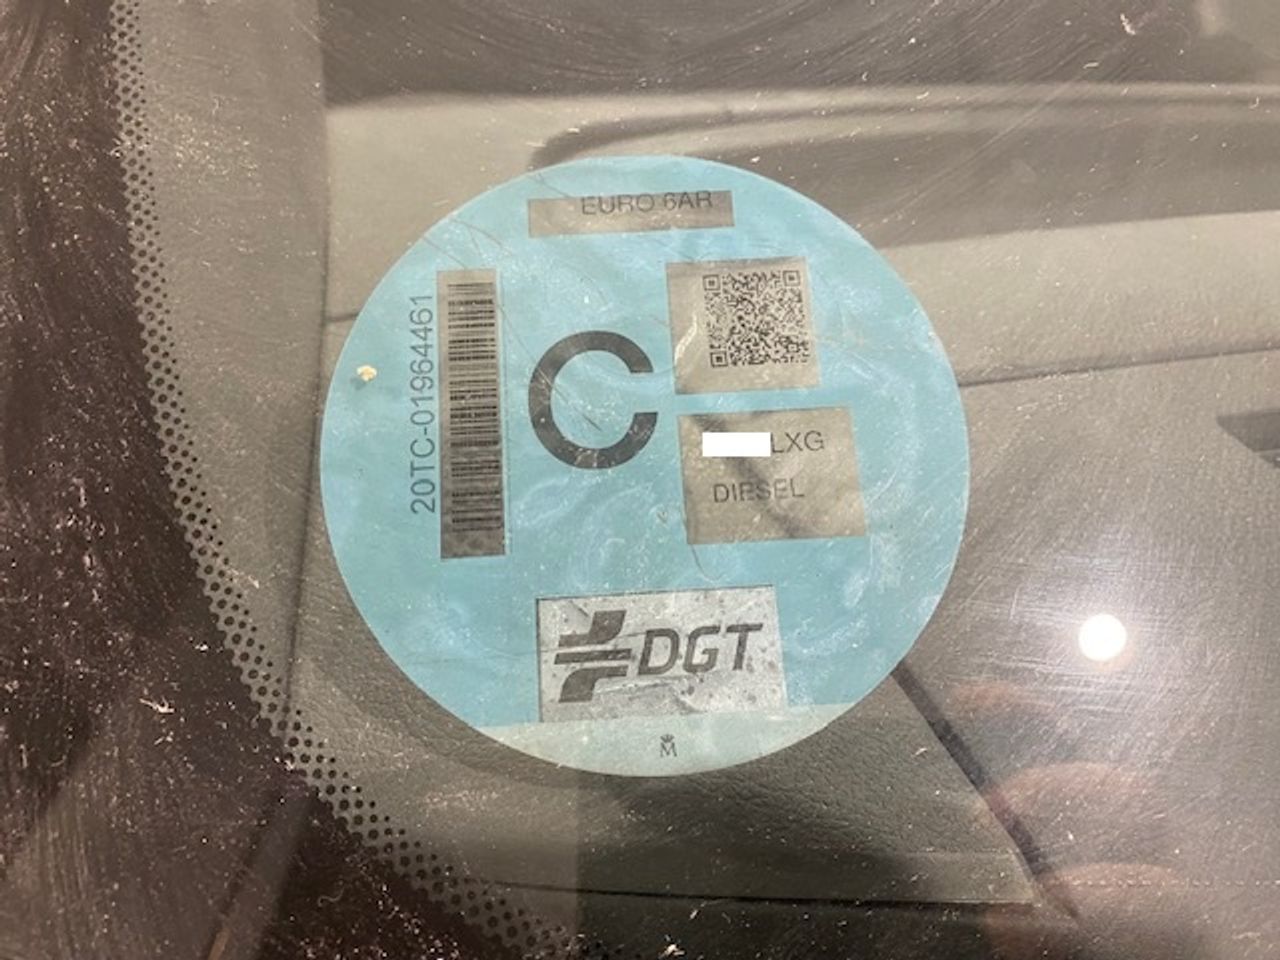 EURO 6AR
20TC-01964461
C
LXG
DIESEL
DGT
M